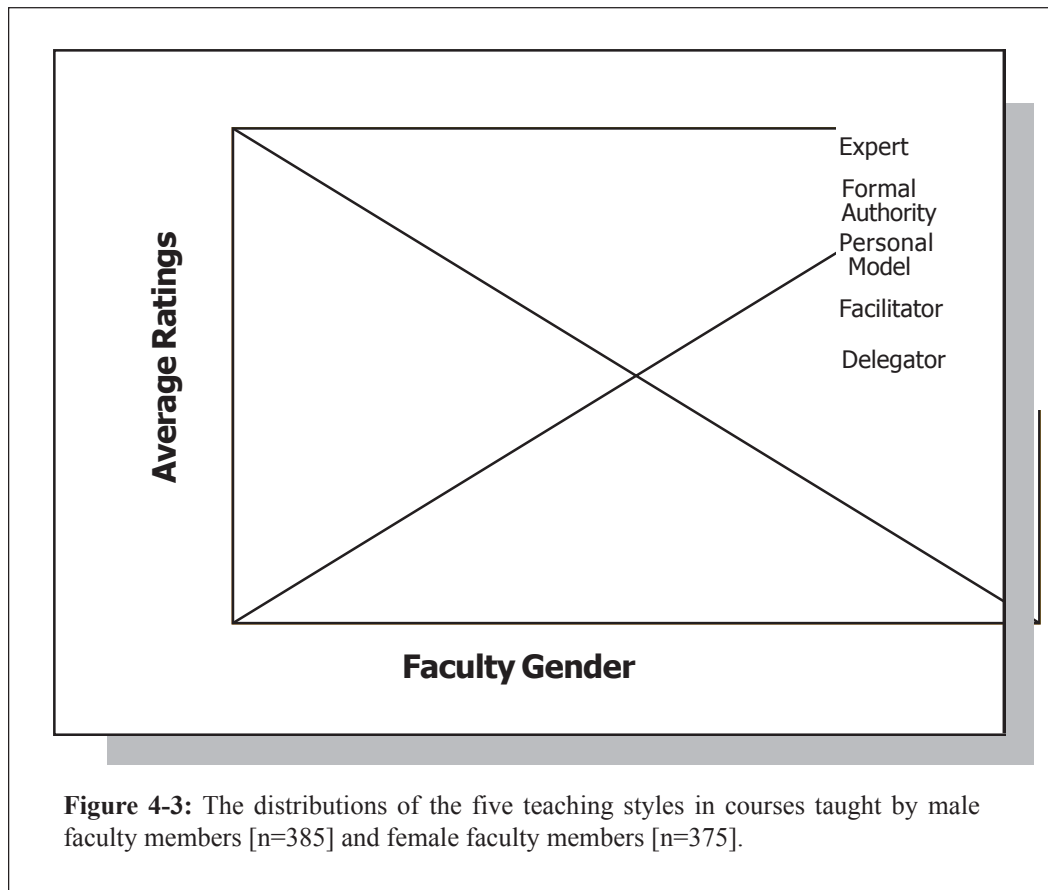 Average Ratings
Expert
Formal
Authority
Personal
Model
Facilitator
Delegator
Faculty Gender
Figure 4-3: The distributions of the five teaching styles in courses taught by male
faculty members [n=385] and female faculty members [n=375].